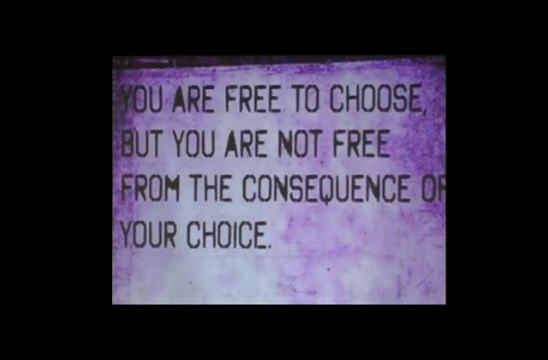 YOU ARE FREE TO CHOOSE,
BUT YOU ARE NOT FREE
FROM THE CONSEQUENCE OF
YOUR CHOICE.